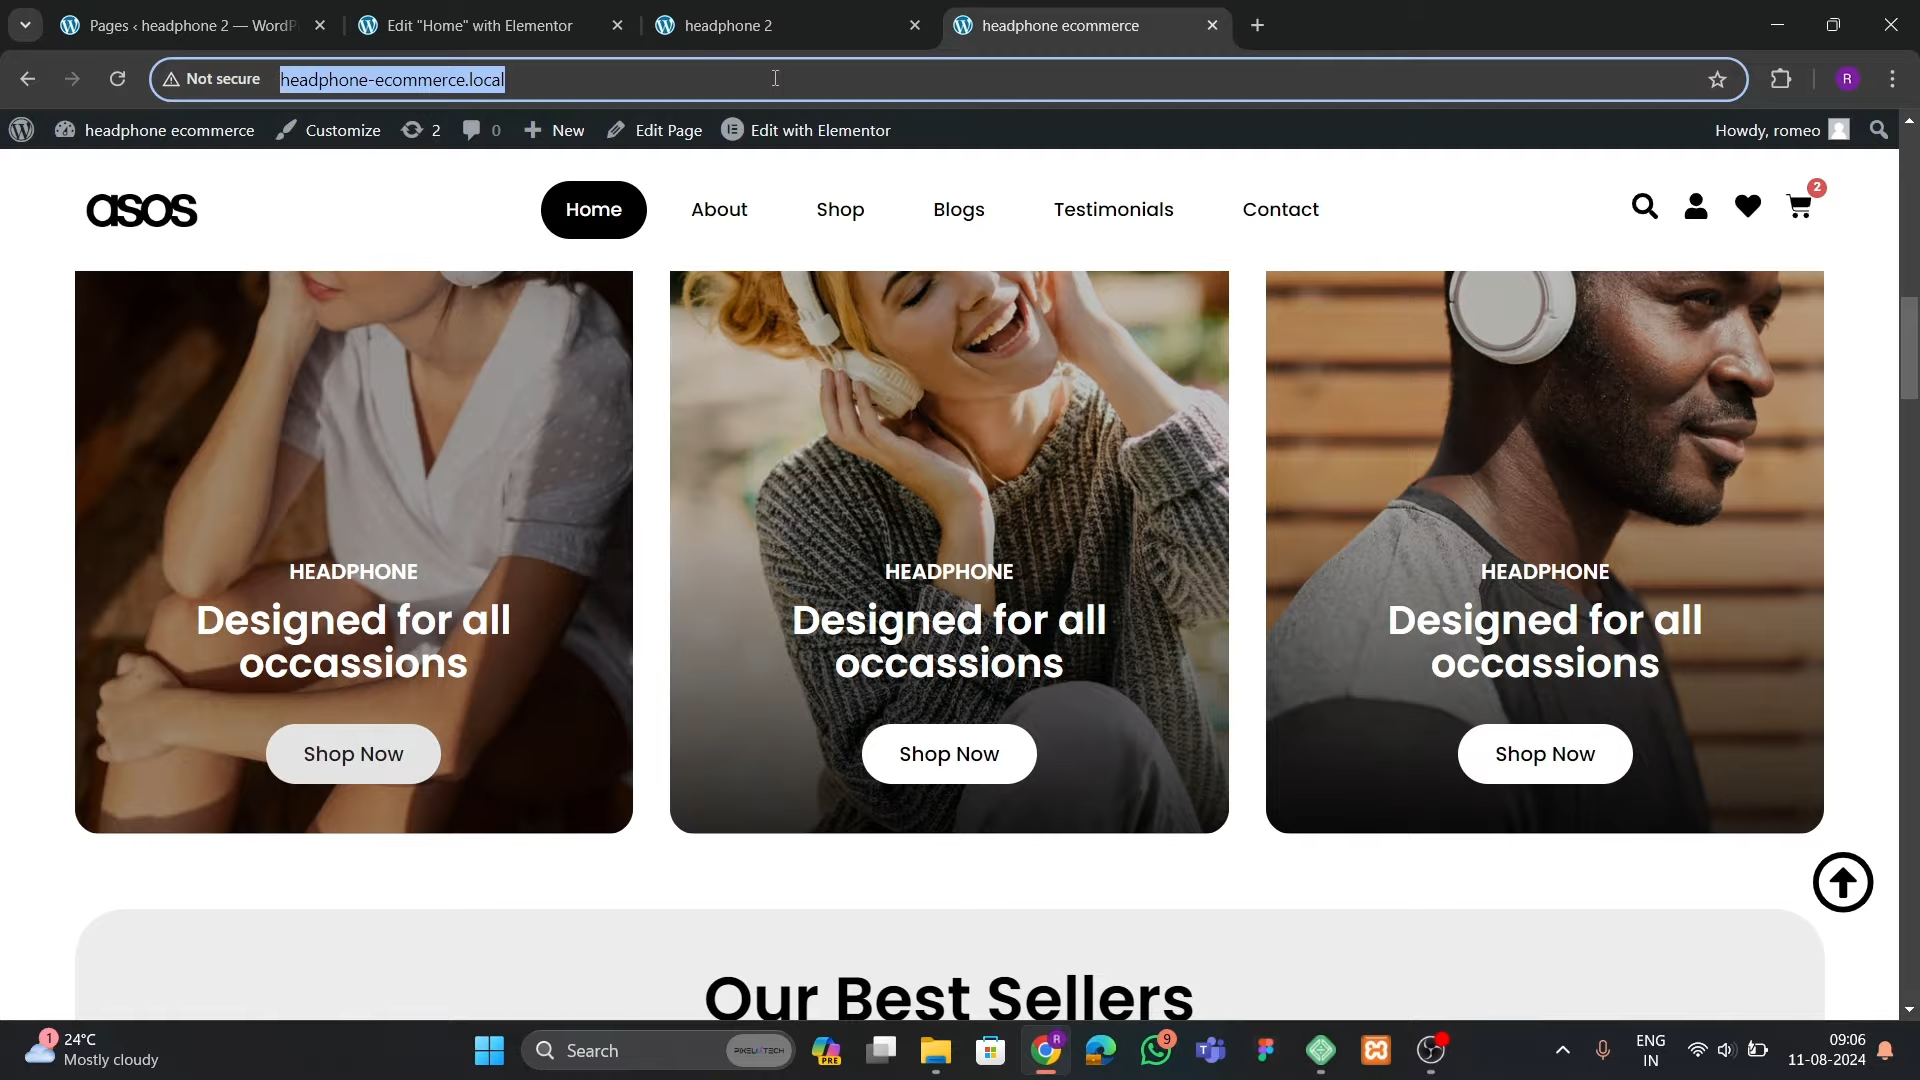 Pages ‹ headphone 2 — WordP
Edit "Home" with Elementor
headphone 2
headphone ecommerce
Not secure
headphone-ecommerce.local
R
headphone ecommerce
Customize
2
0
New
Edit Page
Edit with Elementor
Howdy, romeo
asos
Home
About
Shop
Blogs
Testimonials
Contact
2
HEADPHONE
Designed for all
occassions
Shop Now
HEADPHONE
Designed for all
occassions
Shop Now
HEADPHONE
Designed for all
occassions
Shop Now
Our Best Sellers
1
24°C
Mostly cloudy
Search
PIXEL TECH
PRE
R
9
ENG
IN
09:06
11-08-2024